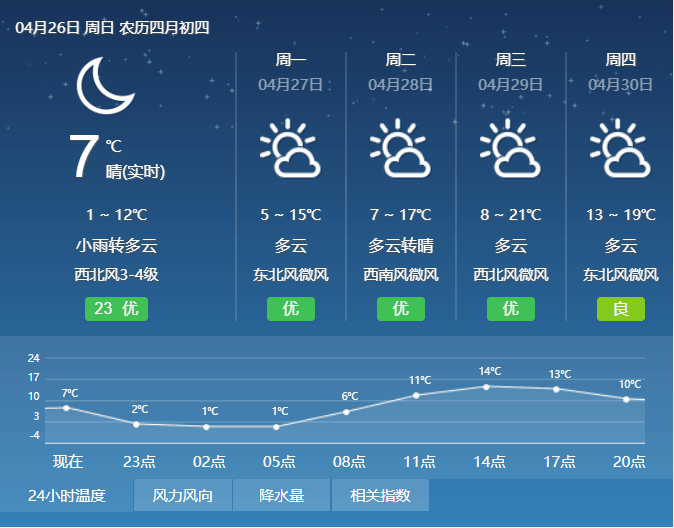 04月26日 周日 农历四月初四
7 ℃
晴(实时)
1 ~ 12℃
小雨转多云
西北风3-4级
23 优
周一
04月27日
5 ~ 15℃
多云
东北风微风
优
周二
04月28日
7 ~ 17℃
多云转晴
西南风微风
优
周三
04月29日
8 ~ 21℃
多云
西北风微风
优
周四
04月30日
13 ~ 19℃
多云
东北风微风
良
24
17
10
3
-4
7℃ 2℃ 1℃ 1℃ 6℃ 11℃ 14℃ 13℃ 10℃
现在 23点 02点 05点 08点 11点 14点 17点 20点
24小时温度 风力风向 降水量 相关指数